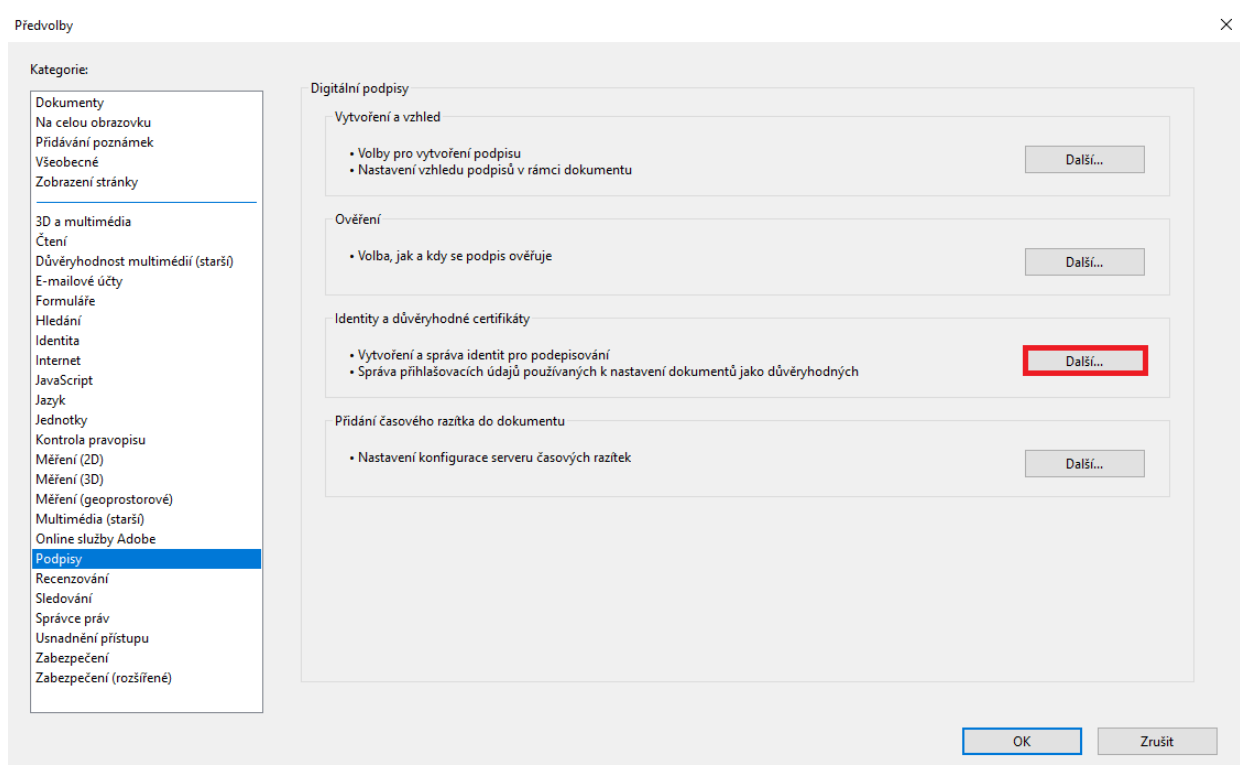 Předvolby
Kategorie:
Dokumenty
Na celou obrazovku
Přidávání poznámek
Všeobecné
Zobrazení stránky
3D a multimédia
Čtení
Důvěryhodnost multimédií (starší)
E-mailové účty
Formuláře
Hledání
Identita
Internet
JavaScript
Jazyk
Jednotky
Kontrola pravopisu
Měření (2D)
Měření (3D)
Měření (geoprostorové)
Multimédia (starší)
Online služby Adobe
Podpisy
Recenzování
Sledování
Správce práv
Usnadnění přístupu
Zabezpečení
Zabezpečení (rozšířené)
Digitální podpisy
Vytvoření a vzhled
• Volby pro vytvoření podpisu
• Nastavení vzhledu podpisů v rámci dokumentu
Další...
Ověření
• Volba, jak a kdy se podpis ověřuje
Další...
Identity a důvěryhodné certifikáty
• Vytvoření a správa identit pro podepisování
• Správa přihlašovacích údajů používaných k nastavení dokumentů jako důvěryhodných
Další...
Přidání časového razítka do dokumentu
• Nastavení konfigurace serveru časových razítek
Další...
OK
Zrušit